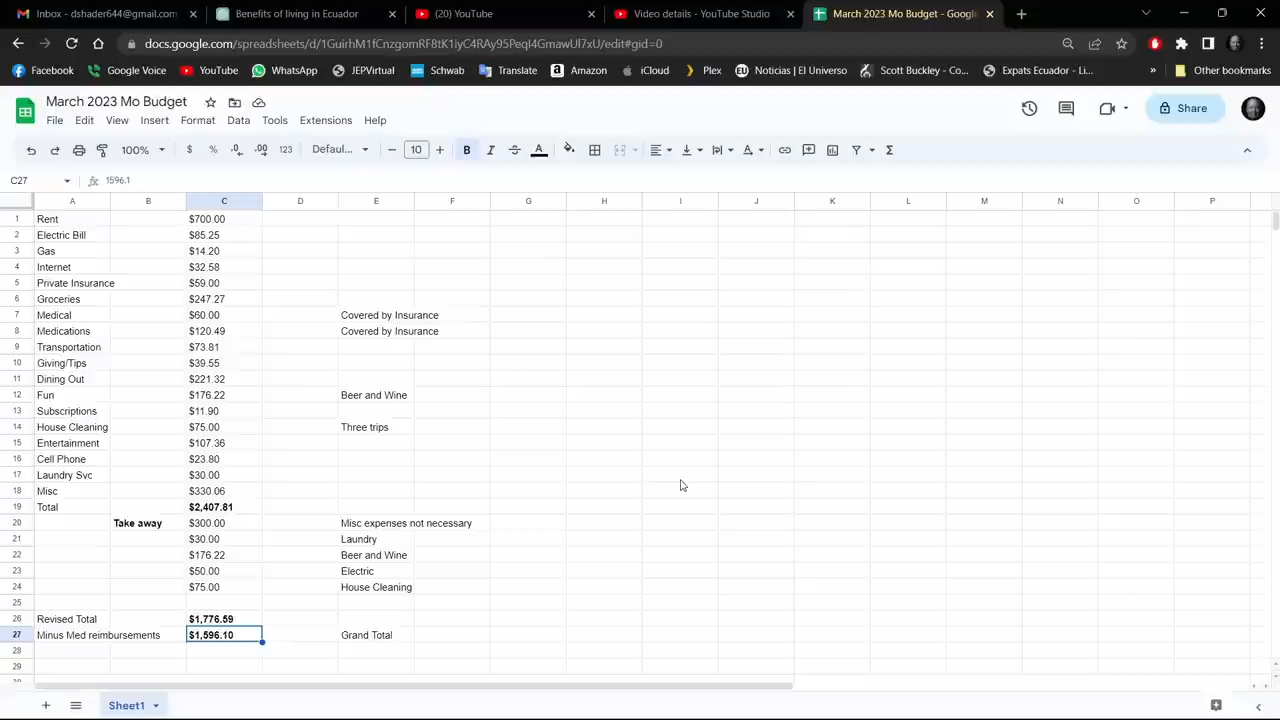 Inbox - dshader644@gmail.com
Benefits of living in Ecuador
(20) YouTube
Video details - YouTube Studio
March 2023 Mo Budget - Google
docs.google.com/spreadsheets/d/1GuirhM1fCnzgomRF8tK1iyC4RAy95PeqI4GmawUl7xU/edit#gid=0
Facebook Google Voice YouTube WhatsApp JEPVirtual Schwab Translate Amazon iCloud Plex Noticias | El Universo Scott Buckley - Co... Expats Ecuador - Li... » Other bookmarks
March 2023 Mo Budget
File Edit View Insert Format Data Tools Extensions Help
Share
100% $ % .0 .00 123 Defaul... 10 B I S A
C27 fx 1596.1
A B C D E F G H I J K L M N O P
1 Rent $700.00
2 Electric Bill $85.25
3 Gas $14.20
4 Internet $32.58
5 Private Insurance $59.00
6 Groceries $247.27
7 Medical $60.00 Covered by Insurance
8 Medications $120.49 Covered by Insurance
9 Transportation $73.81
10 Giving/Tips $39.55
11 Dining Out $221.32
12 Fun $176.22 Beer and Wine
13 Subscriptions $11.90
14 House Cleaning $75.00 Three trips
15 Entertainment $107.36
16 Cell Phone $23.80
17 Laundry Svc $30.00
18 Misc $330.06
19 Total $2,407.81
20 Take away $300.00 Misc expenses not necessary
21 $30.00 Laundry
22 $176.22 Beer and Wine
23 $50.00 Electric
24 $75.00 House Cleaning
25
26 Revised Total $1,776.59
27 Minus Med reimbursements $1,596.10 Grand Total
28
29
Sheet1